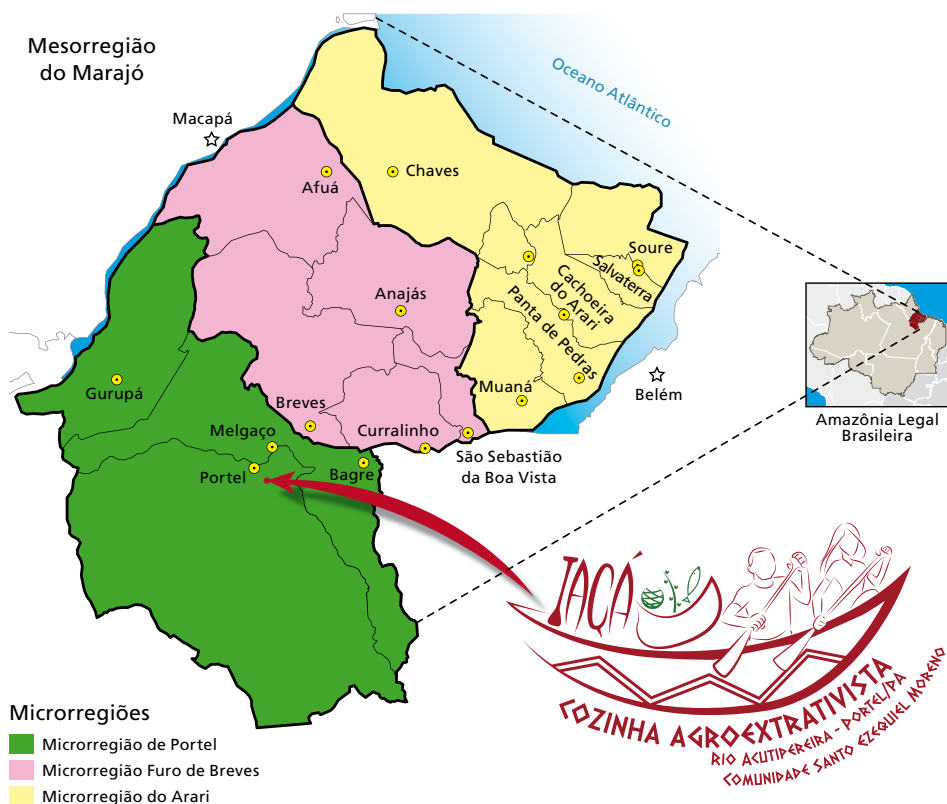 Mesorregião
do Marajó
Oceano Atlântico
Macapá
Afuá
Chaves
Soure
Salvaterra
Cachoeira
do Arari
Panta de Pedras
Anajás
Gurupá
Muaná
Belém
Breves
Curralinho
Melgaço
São Sebastião
da Boa Vista
Portel
Bagre
Amazônia Legal
Brasileira
IAÇÁ
COZINHA AGROEXTRATIVISTA
RIO ACUTIPEREIRA - PORTEL/PA
COMUNIDADE SANTO EZEQUIEL MORENO
Microrregiões
Microrregião de Portel
Microrregião Furo de Breves
Microrregião do Arari